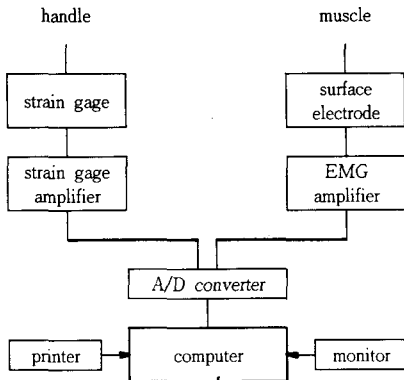 handle
muscle
strain gage
surface
electrode
strain gage
amplifier
EMG
amplifier
A/D converter
printer
computer
monitor